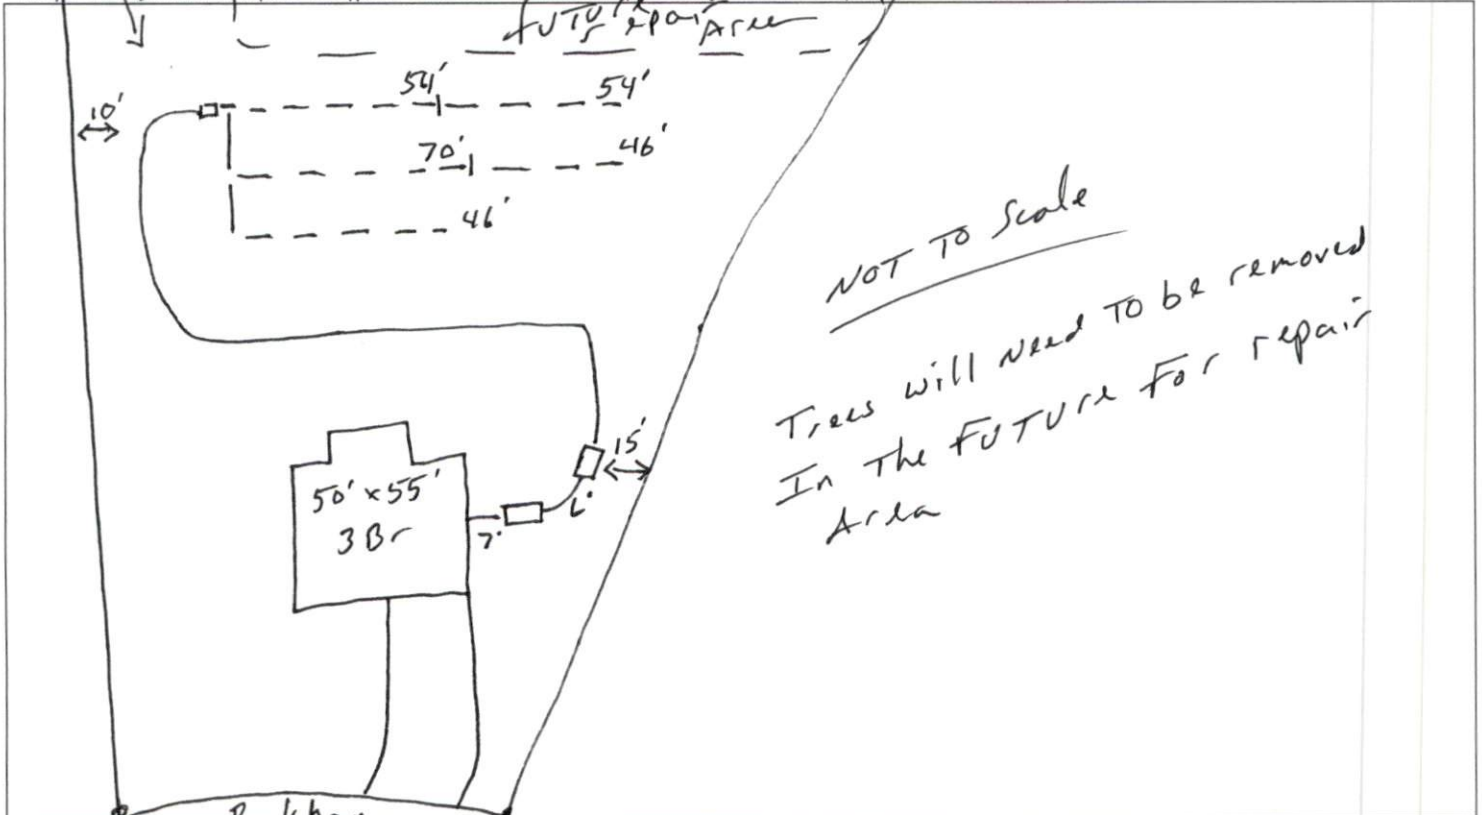 Future repair
Area
54'
54'
10'
70'
46'
46'
NOT TO Scale
Trees will Need TO be removed
In The FUTUre For repair
Area
15'
50' x 55'
3 Br
7'
6'